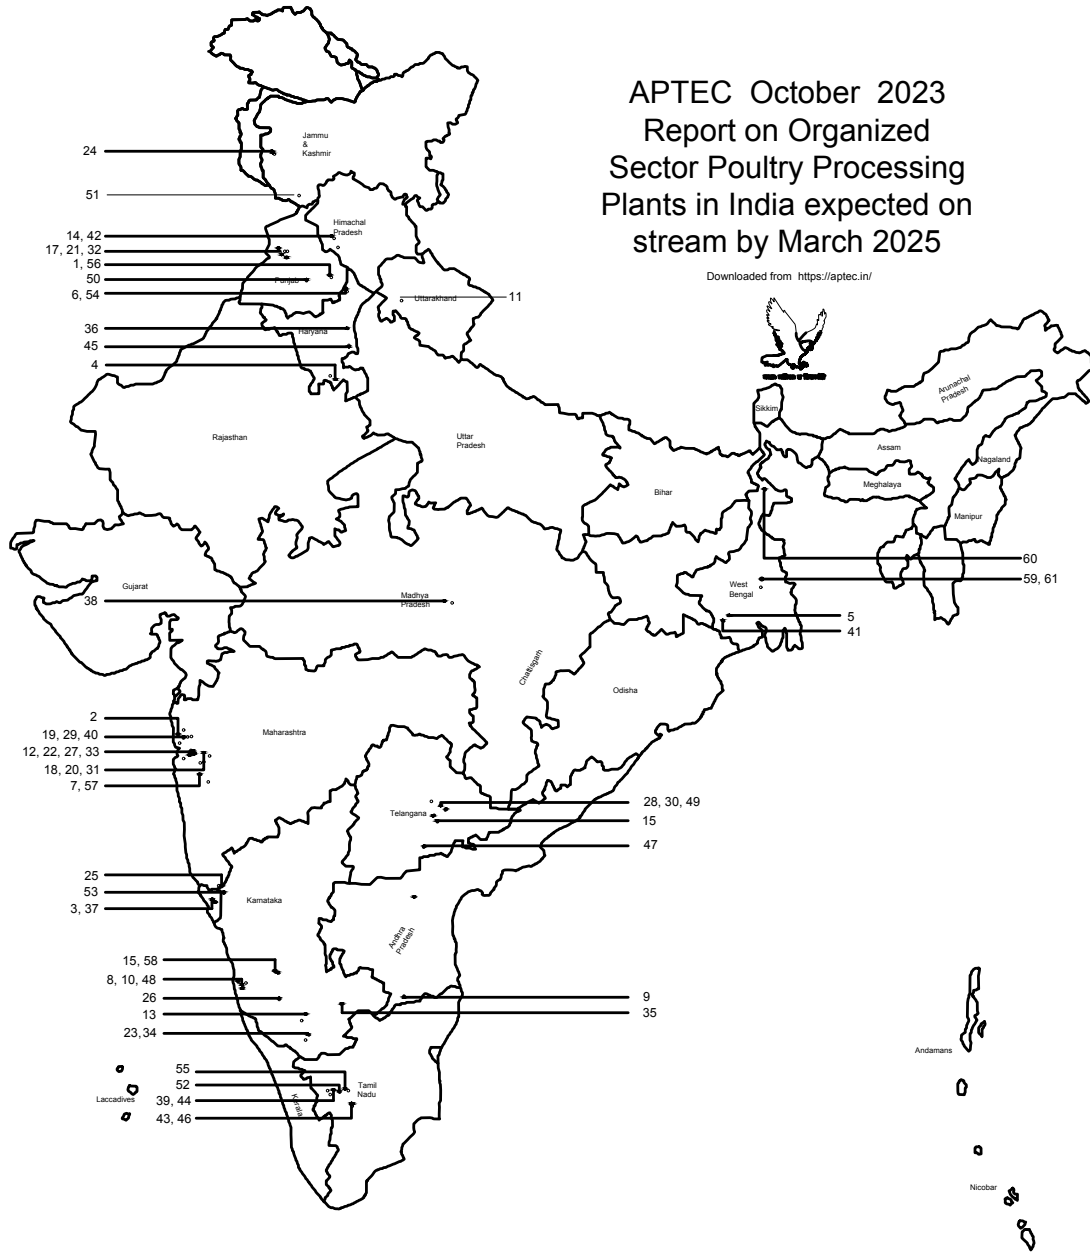 APTEC October 2023
Report on Organized
Sector Poultry Processing
Plants in India expected on
stream by March 2025
Downloaded from https://aptec.in/
Jammu
&
Kashmir
24
51
Himachal
Pradesh
14, 42
17, 21, 32
1, 56
50
Punjab
6, 54
Uttarakhand
11
36
Haryana
45
4
Sikkim
Arunachal
Pradesh
Rajasthan
Uttar
Pradesh
Assam
Nagaland
Bihar
Meghalaya
Manipur
60
Gujarat
West
Bengal
59, 61
38
Madhya
Pradesh
5
41
Chattisgarh
Odisha
2
Maharashtra
19, 29, 40
12, 22, 27, 33
18, 20, 31
7, 57
28, 30, 49
Telangana
15
47
25
53
3, 37
Karnataka
Andhra
Pradesh
15, 58
8, 10, 48
26
9
13
35
23, 34
Andamans
55
52
Tamil
Nadu
39, 44
Laccadives
Kerala
43, 46
Nicobar